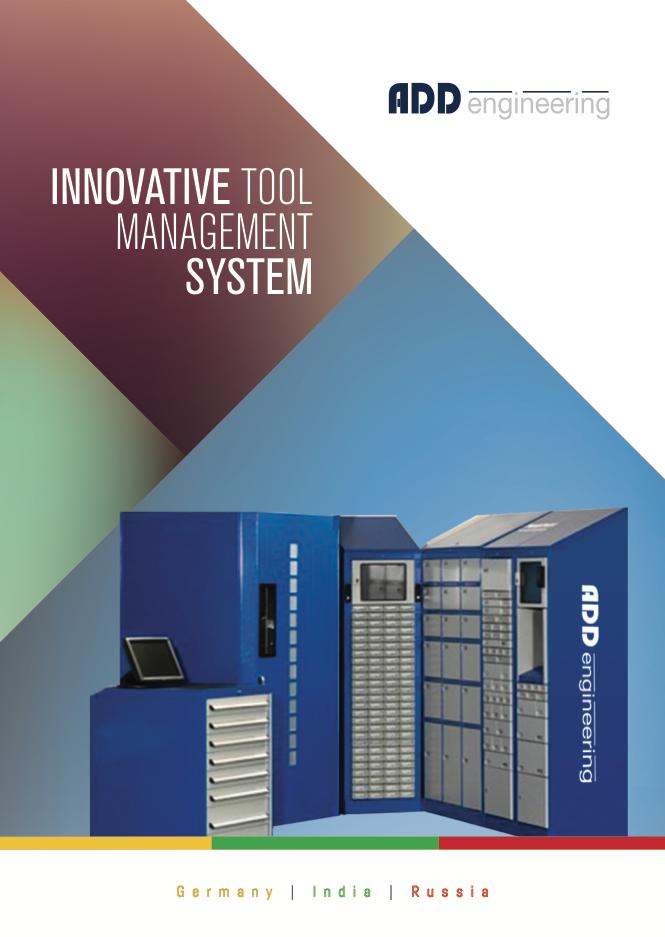 ADD engineering
INNOVATIVE TOOL
MANAGEMENT
SYSTEM
ADD engineering
Germany | India | Russia